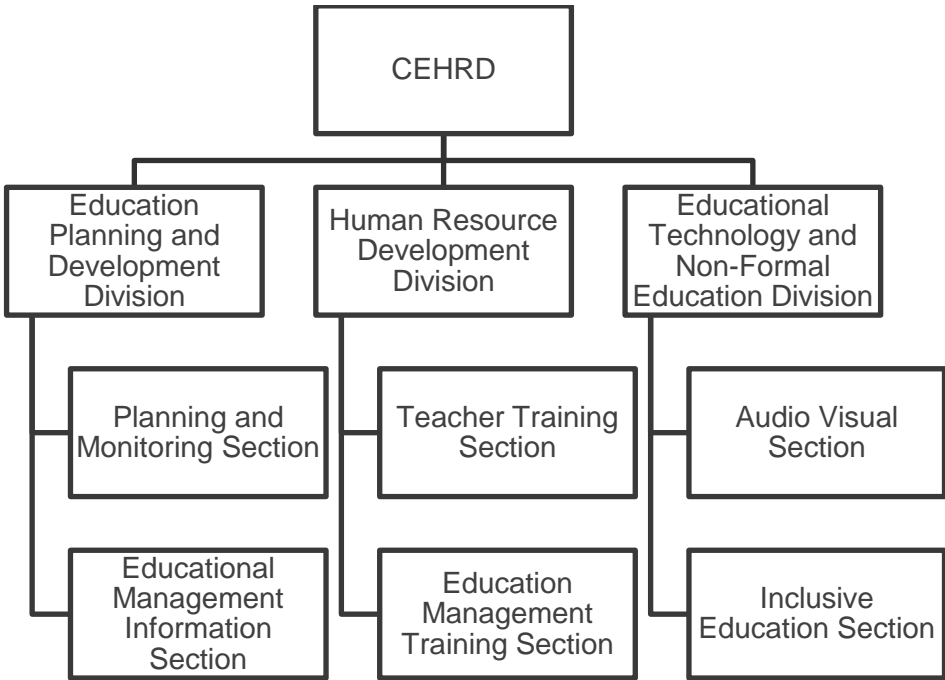 CEHRD
Education
Planning and
Development
Division
Human Resource
Development
Division
Educational
Technology and
Non-Formal
Education Division
Planning and
Monitoring Section
Teacher Training
Section
Audio Visual
Section
Educational
Management
Information
Section
Education
Management
Training Section
Inclusive
Education Section